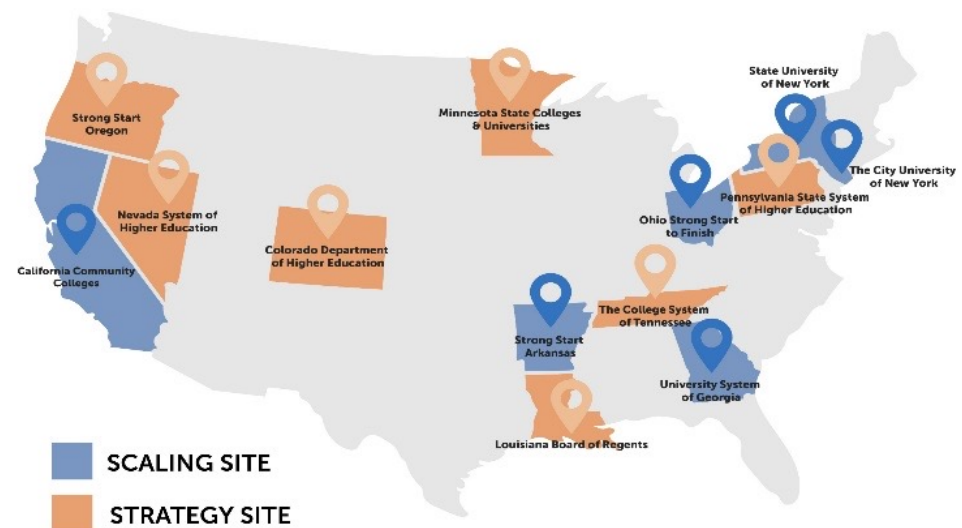 State University
of New York
Strong Start
Oregon
Minnesota State Colleges
& Universities
The City University
of New York
Pennsylvania State System
of Higher Education
Nevada System of
Higher Education
Ohio Strong Start
to Finish
Colorado Department
of Higher Education
California Community
Colleges
The College System
of Tennessee
Strong Start
Arkansas
University System
of Georgia
Louisiana Board of Regents
SCALING SITE
STRATEGY SITE